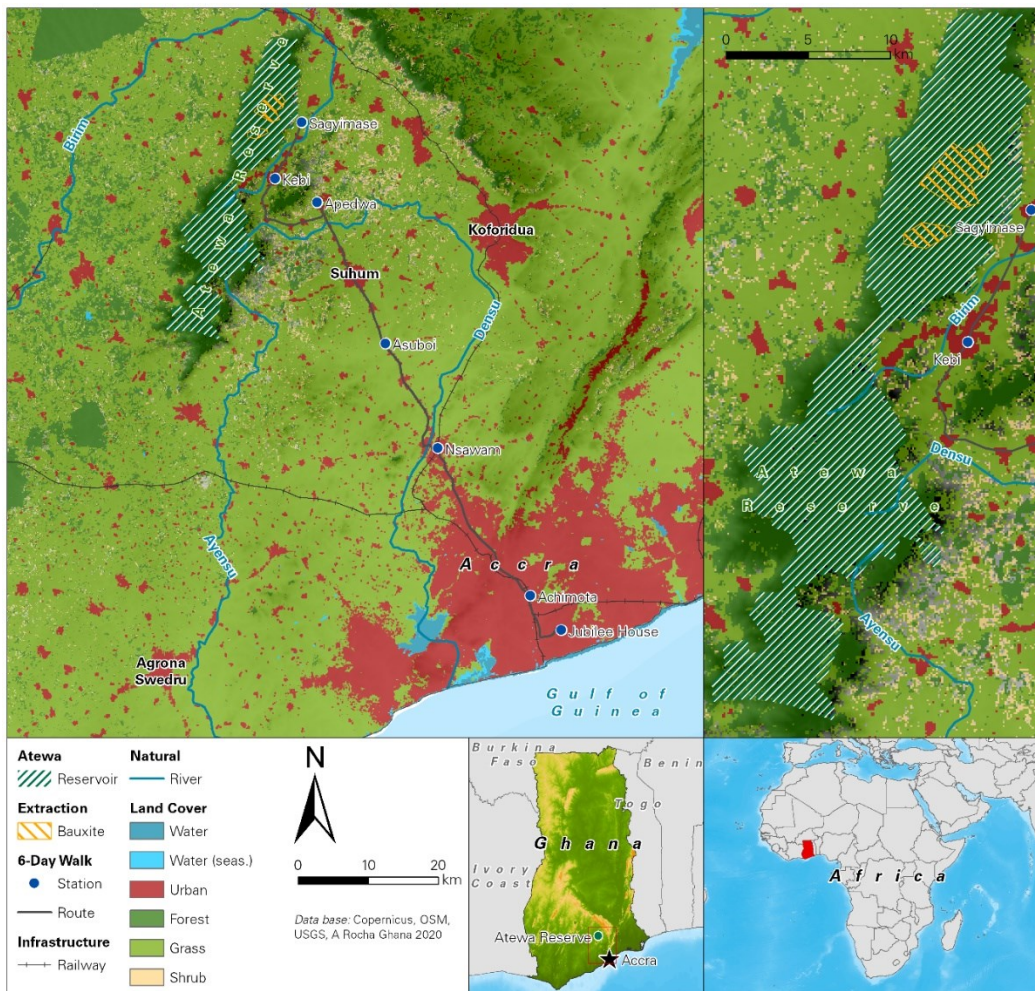 Birim
Atewa Reserve
Sagyimase
Kebi
Apedwa
Koforidua
Suhum
Densu
Asuboi
Nsawam
Ayensu
Accra
Achimota
Jubilee House
Agrona
Swedru
Gulf of
Guinea
0 5 10
km
Sagyimase
Birim
Kebi
Densu
Atewa
Reserve
Ayensu
Atewa
Reservoir
Extraction
Bauxite
6-Day Walk
Station
Route
Infrastructure
Railway
Natural
River
Land Cover
Water
Water (seas.)
Urban
Forest
Grass
Shrub
N
0 10 20
km
Data base: Copernicus, OSM,
USGS, A Rocha Ghana 2020
Burkina
Faso
Benin
Togo
Ghana
Ivory
Coast
Atewa Reserve
Accra
Africa